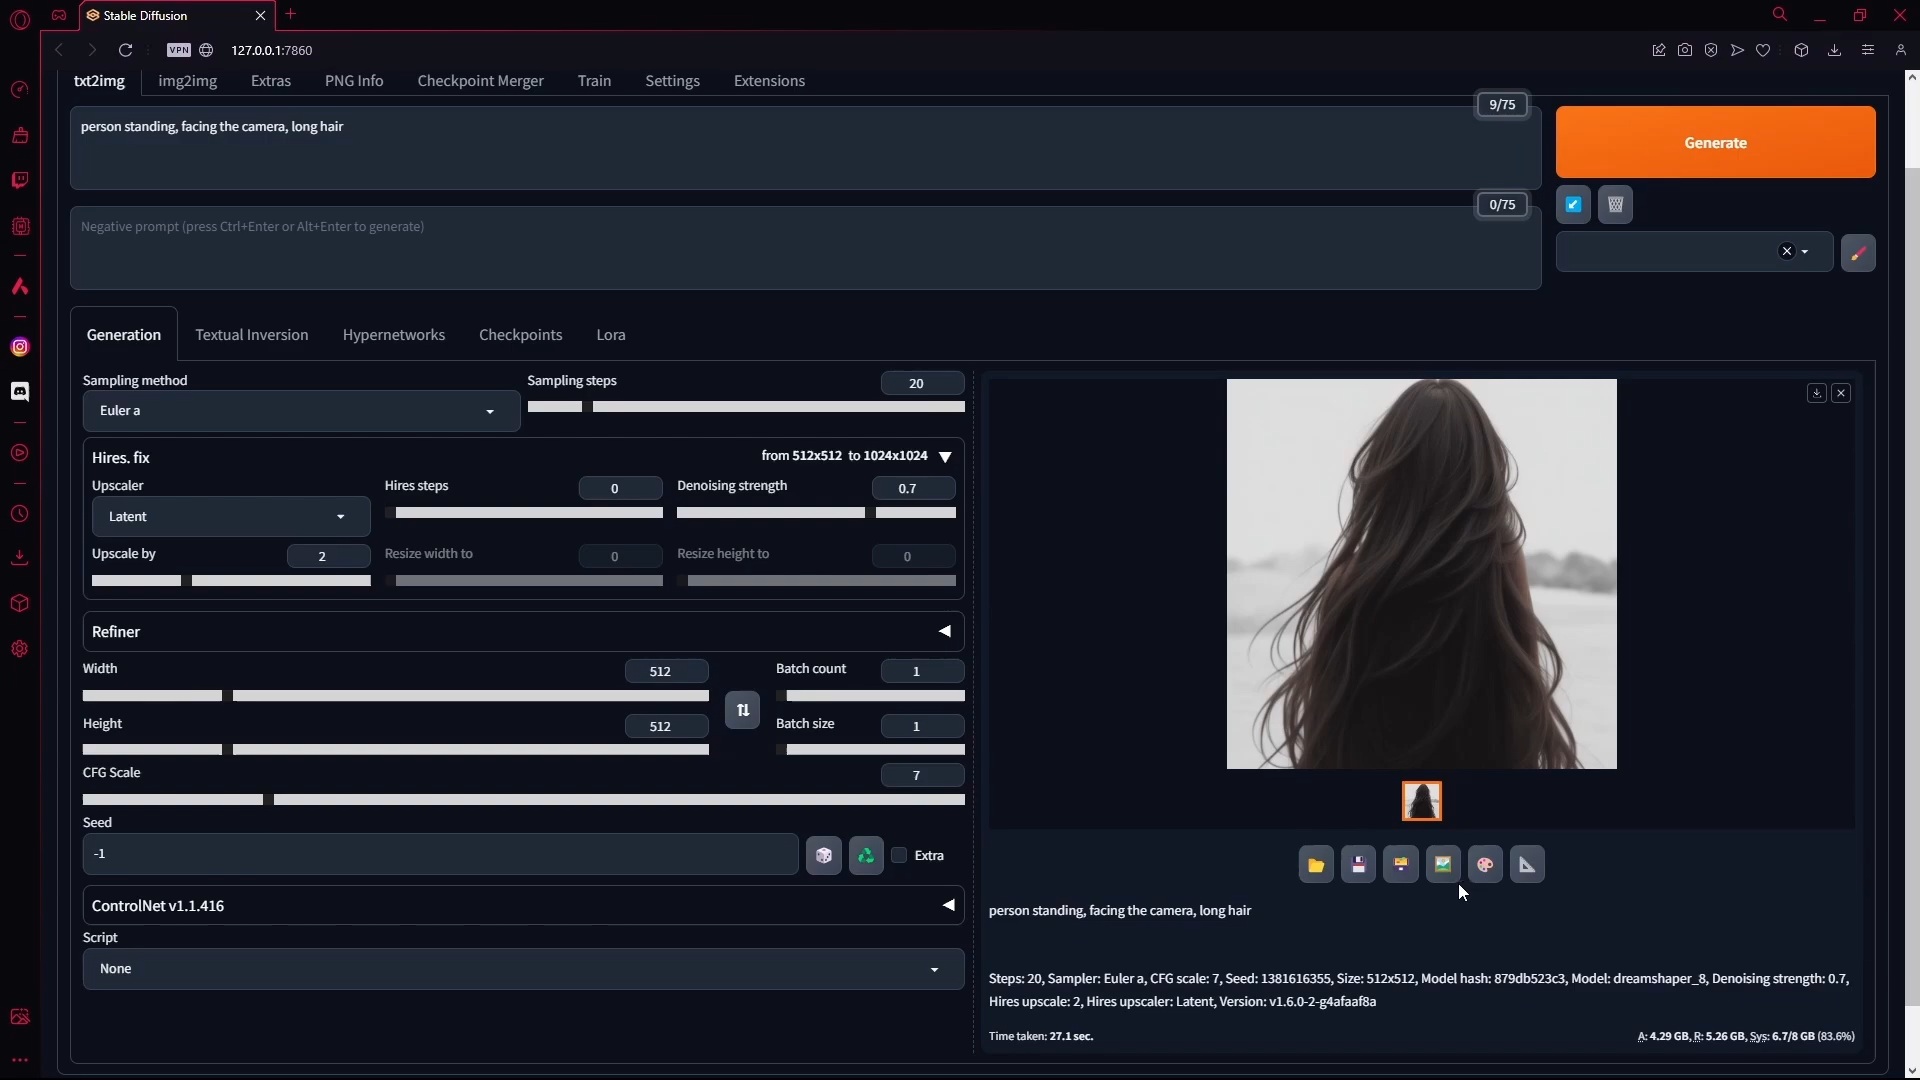 Stable Diffusion
VPN
127.0.0.1:7860
txt2img
img2img
Extras
PNG Info
Checkpoint Merger
Train
Settings
Extensions
9/75
person standing, facing the camera, long hair
Generate
0/75
Negative prompt (press Ctrl+Enter or Alt+Enter to generate)
Generation
Textual Inversion
Hypernetworks
Checkpoints
Lora
Sampling method
Euler a
Sampling steps
20
Hires. fix
from 512x512 to 1024x1024
Upscaler
Latent
Hires steps
0
Denoising strength
0.7
Upscale by
2
Resize width to
0
Resize height to
0
Refiner
Width
512
Batch count
1
Height
512
Batch size
1
CFG Scale
7
Seed
-1
Extra
ControlNet v1.1.416
Script
None
person standing, facing the camera, long hair
Steps: 20, Sampler: Euler a, CFG scale: 7, Seed: 1381616355, Size: 512x512, Model hash: 879db523c3, Model: dreamshaper_8, Denoising strength: 0.7,
Hires upscale: 2, Hires upscaler: Latent, Version: v1.6.0-2-g4afaaf8a
Time taken: 27.1 sec.
A: 4.29 GB, R: 5.26 GB, Sys: 6.7/8 GB (83.6%)